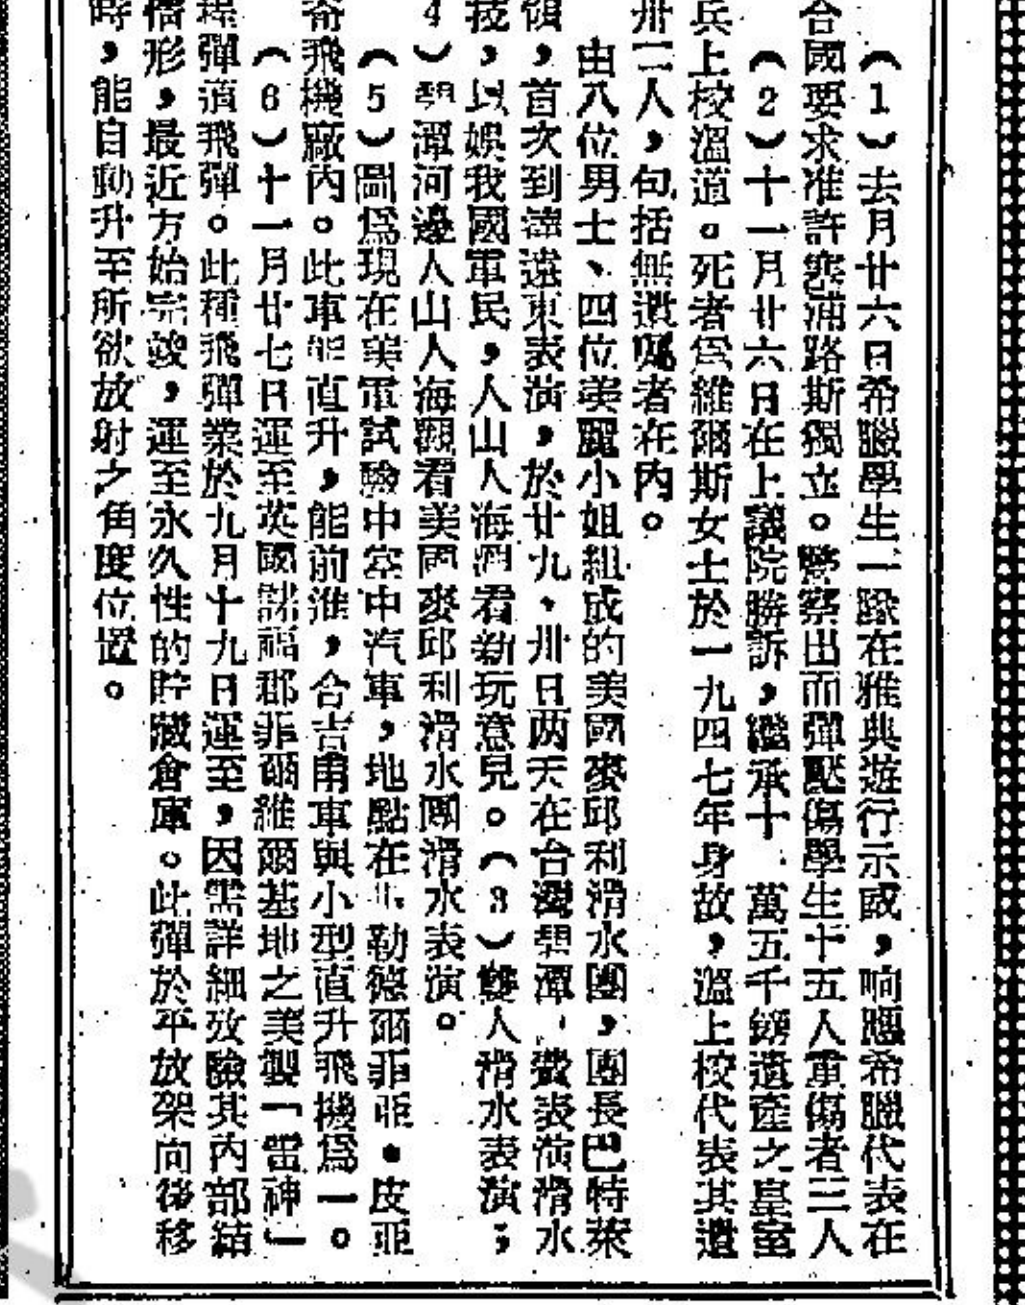 （1）去月廿六日希臘學生一隊在雅典遊行示威，响應希臘代表在
合國要求准許塞浦路斯獨立。警察出而彈壓傷學生十五人重傷者三人
（2）十一月廿六日在上議院勝訴，繼承十 萬五千鎊遺產之皇室
兵上校溫道。死者為維爾斯女士於一九四七年身故，溫上校代表其遺
卅二人，包括無遺囑者在內。
由八位男士、四位美麗小姐組成的美國麥邱利滑水團，團長巴特萊
領，首次到遠東表演，於廿九、卅日两天在台灣碧潭，表演滑水
技，以娛我國軍民，人山人海 看新玩意兒。（3）雙人滑水表演；
4）碧潭河邊人山人海觀看美國麥邱利滑水團滑水表演。
（5）圖爲現在美軍試驗中空中汽車，地點在 勒德爾菲亞•皮亞
飛機廠內。此車能直升，能前進，合吉甫車與小型直升飛機爲一。
（6）十一月廿七日運至英國諾福郡菲爾維爾基地之美製「雷神」
彈道飛彈。此種飛彈業於九月十九日運至，因需詳細攷驗其內部結
構形，最近方始完竣，運至永久性的貯藏倉庫。此彈於平放架向後移
時，能自動升至所欲放射之角度位置。